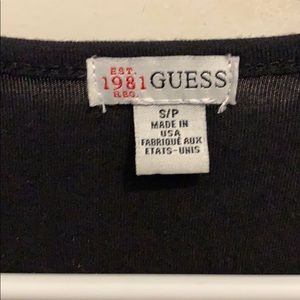 EST.
1981 GUESS
REG.
S/P
MADE IN
USA
FABRIQUÉ AUX
ETATS-UNIS